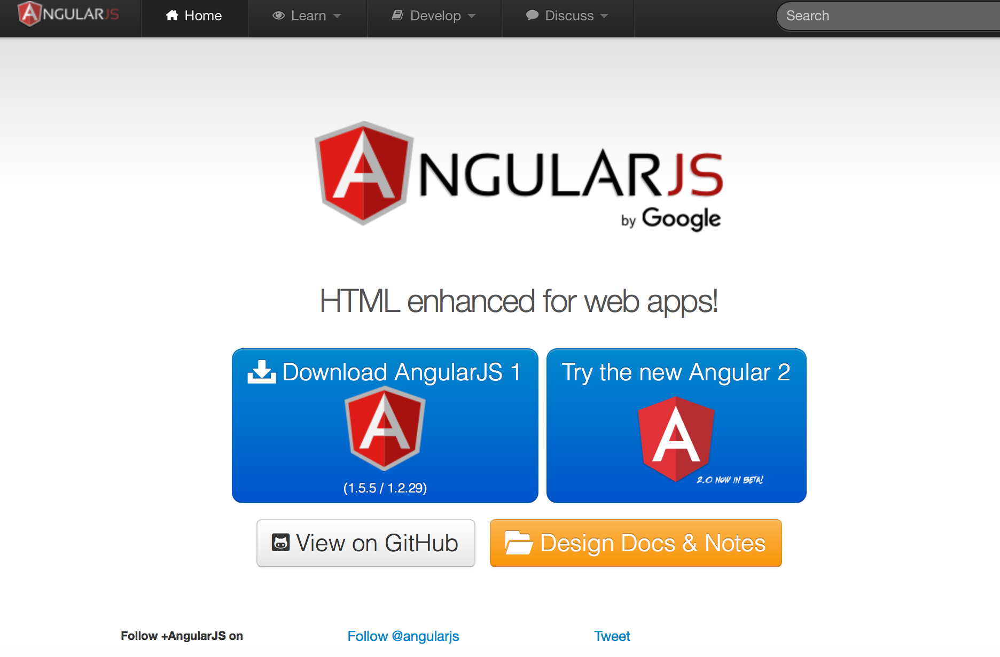 ANGULARJS Home Learn Develop Discuss Search
ANGULARJS
by Google
HTML enhanced for web apps!
Download AngularJS 1
(1.5.5 / 1.2.29)
Try the new Angular 2
2.0 NOW IN BETA!
View on GitHub
Design Docs & Notes
Follow +AngularJS on
Follow @angularjs
Tweet